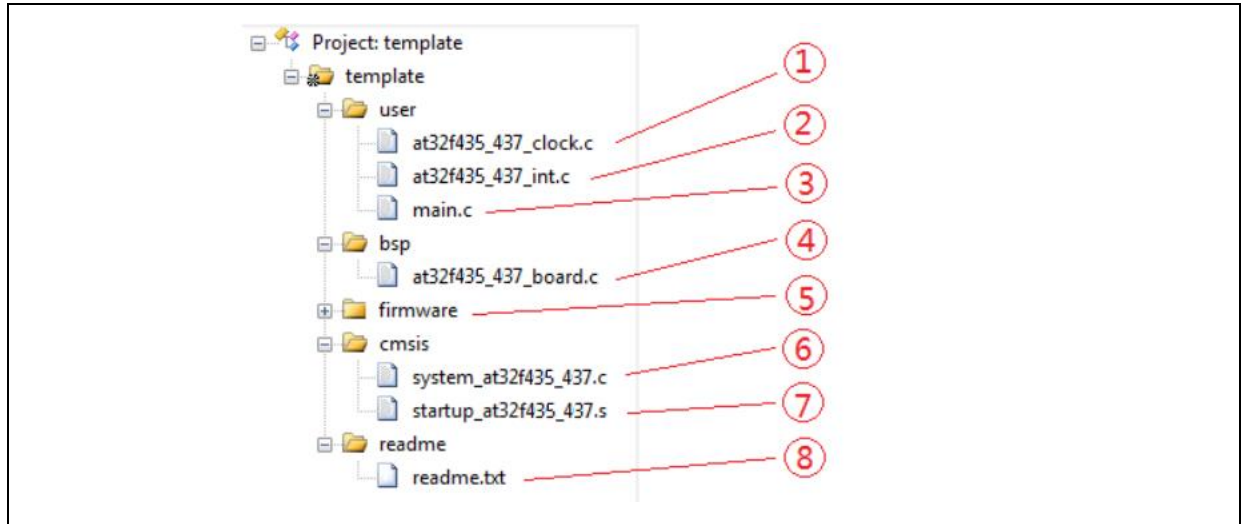 Project: template
template
user
at32f435_437_clock.c ①
at32f435_437_int.c ②
main.c ③
bsp
at32f435_437_board.c ④
firmware ⑤
cmsis
system_at32f435_437.c ⑥
startup_at32f435_437.s ⑦
readme
readme.txt ⑧